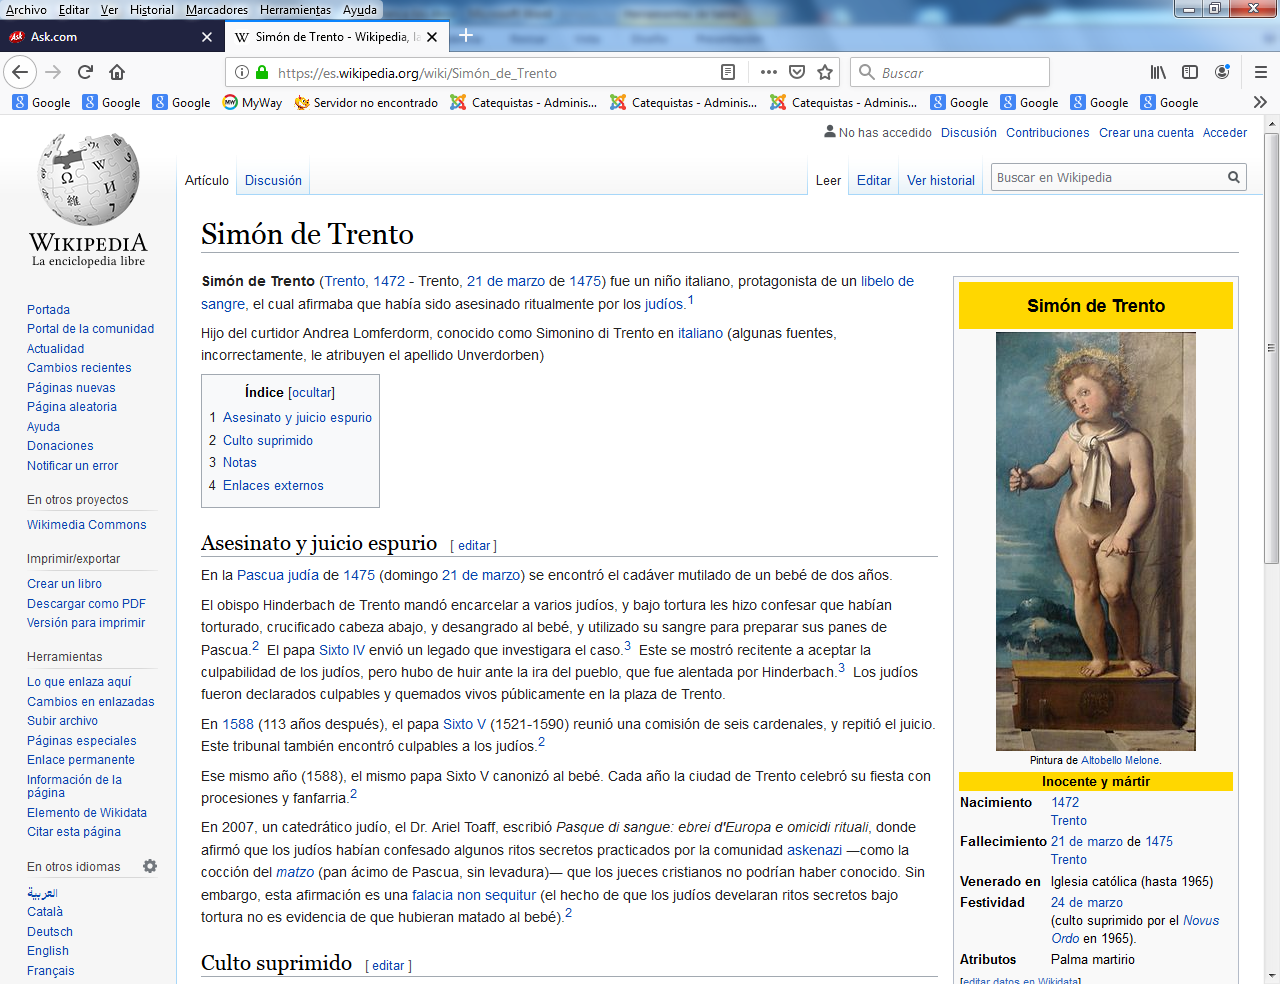 Archivo Editar Ver Historial Marcadores Herramientas Ayuda
Ask.com
Simón de Trento - Wikipedia, la
https://es.wikipedia.org/wiki/Simón_de_Trento
Buscar
Google Google Google MyWay Servidor no encontrado Catequistas - Adminis... Catequistas - Adminis... Catequistas - Adminis... Google Google Google Google
No has accedido Discusión Contribuciones Crear una cuenta Acceder
Artículo Discusión Leer Editar Ver historial
Buscar en Wikipedia
WIKIPEDIA
La enciclopedia libre
Portada
Portal de la comunidad
Actualidad
Cambios recientes
Páginas nuevas
Página aleatoria
Ayuda
Donaciones
Notificar un error
En otros proyectos
Wikimedia Commons
Imprimir/exportar
Crear un libro
Descargar como PDF
Versión para imprimir
Herramientas
Lo que enlaza aquí
Cambios en enlazadas
Subir archivo
Páginas especiales
Enlace permanente
Información de la
página
Elemento de Wikidata
Citar esta página
En otros idiomas
العربية
Català
Deutsch
English
Français
Simón de Trento
Simón de Trento (Trento, 1472 - Trento, 21 de marzo de 1475) fue un niño italiano, protagonista de un libelo de
sangre, el cual afirmaba que había sido asesinado ritualmente por los judíos.1
Hijo del curtidor Andrea Lomferdorm, conocido como Simonino di Trento en italiano (algunas fuentes,
incorrectamente, le atribuyen el apellido Unverdorben)
Índice [ocultar]
1 Asesinato y juicio espurio
2 Culto suprimido
3 Notas
4 Enlaces externos
Asesinato y juicio espurio [ editar ]
En la Pascua judía de 1475 (domingo 21 de marzo) se encontró el cadáver mutilado de un bebé de dos años.
El obispo Hinderbach de Trento mandó encarcelar a varios judíos, y bajo tortura les hizo confesar que habían
torturado, crucificado cabeza abajo, y desangrado al bebé, y utilizado su sangre para preparar sus panes de
Pascua.2 El papa Sixto IV envió un legado que investigara el caso.3 Este se mostró recitente a aceptar la
culpabilidad de los judíos, pero hubo de huir ante la ira del pueblo, que fue alentada por Hinderbach.3 Los judíos
fueron declarados culpables y quemados vivos públicamente en la plaza de Trento.
En 1588 (113 años después), el papa Sixto V (1521-1590) reunió una comisión de seis cardenales, y repitió el juicio.
Este tribunal también encontró culpables a los judíos.2
Ese mismo año (1588), el mismo papa Sixto V canonizó al bebé. Cada año la ciudad de Trento celebró su fiesta con
procesiones y fanfarria.2
En 2007, un catedrático judío, el Dr. Ariel Toaff, escribió Pasque di sangue: ebrei d'Europa e omicidi rituali, donde
afirmó que los judíos habían confesado algunos ritos secretos practicados por la comunidad askenazi —como la
cocción del matzo (pan ácimo de Pascua, sin levadura)— que los jueces cristianos no podrían haber conocido. Sin
embargo, esta afirmación es una falacia non sequitur (el hecho de que los judíos develaran ritos secretos bajo
tortura no es evidencia de que hubieran matado al bebé).2
Culto suprimido [ editar ]
Simón de Trento
Pintura de Altobello Melone.
Inocente y mártir
Nacimiento 1472
Trento
Fallecimiento 21 de marzo de 1475
Trento
Venerado en Iglesia católica (hasta 1965)
Festividad 24 de marzo
(culto suprimido por el Novus
Ordo en 1965).
Atributos Palma martirio
[editar datos en Wikidata]